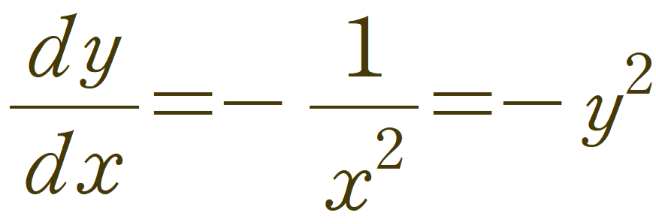 dy/dx = − 1/x² = − y²